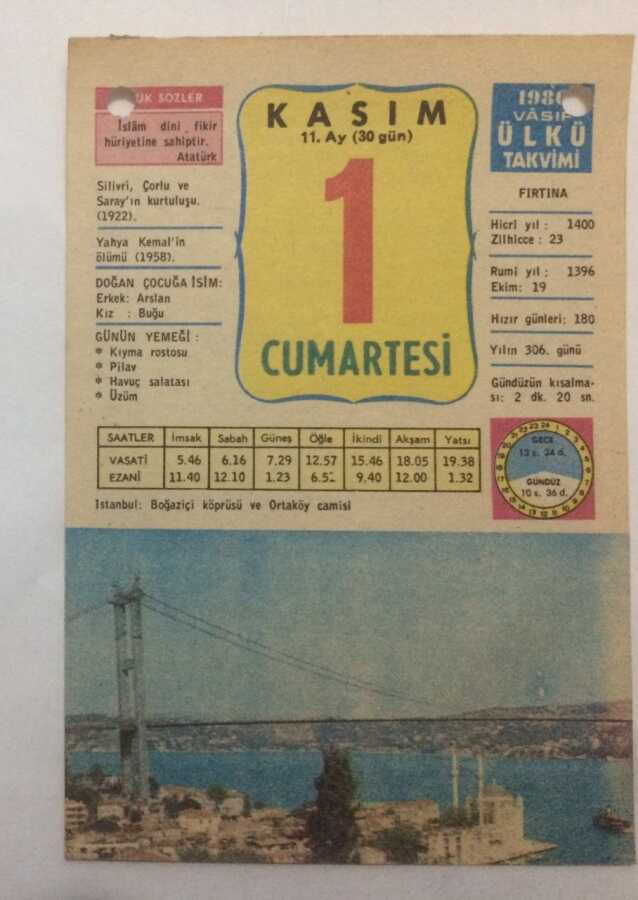 ÜK SÖZLER
İslâm dini fikir
hüriyetine sahiptir.
Atatürk
Silivri, Çorlu ve
Saray'ın kurtuluşu.
(1922).
Yahya Kemal'in
ölümü (1958).
DOĞAN ÇOCUĞA İSİM:
Erkek: Arslan
Kız : Buğu
GÜNÜN YEMEĞİ :
* Kıyma rostosu
* Pilav
* Havuç salatası
* Üzüm
KASIM
11. Ay (30 gün)
1
CUMARTESİ
1980
VÂSIF
ÜLKÜ
TAKVİMİ
FIRTINA
Hicri yıl : 1400
Zilhicce : 23
Rumi yıl : 1396
Ekim: 19
Hızır günleri: 180
Yılın 306. günü
Gündüzün kısalma-
sı: 2 dk. 20 sn.
SAATLER İmsak Sabah Güneş Öğle İkindi Akşam Yatsı
VASATİ 5.46 6.16 7.29 12.57 15.46 18.05 19.38
EZANİ 11.40 12.10 1.23 6.52 9.40 12.00 1.32
GECE
13 s. 24 d.
GÜNDÜZ
10 s. 36 d.
İstanbul: Boğaziçi köprüsü ve Ortaköy camisi